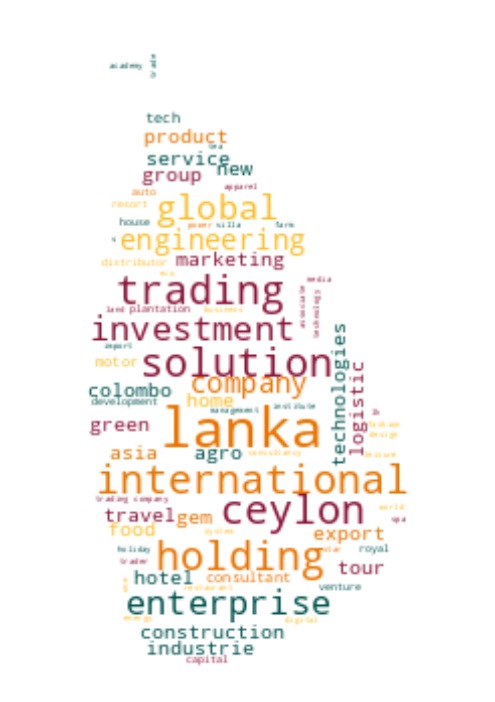 academy trade
tech
product
tea
service
new
group
apparel
auto
resort global
house power villa farm
engineering
distributor marketing
eco
trading media
associate technology
land plantation business
investment
import
solution
motor
company technologies logistic
colombo
development home
management institute
lanka
green fashion
design
asia agro consultancy leisure
international
trading company
ceylon world
travel gem spa
food system export
holiday holding star royal
trader tour
hotel consultant
restaurant venture
enterprise
energy digital
construction
industrie
capital